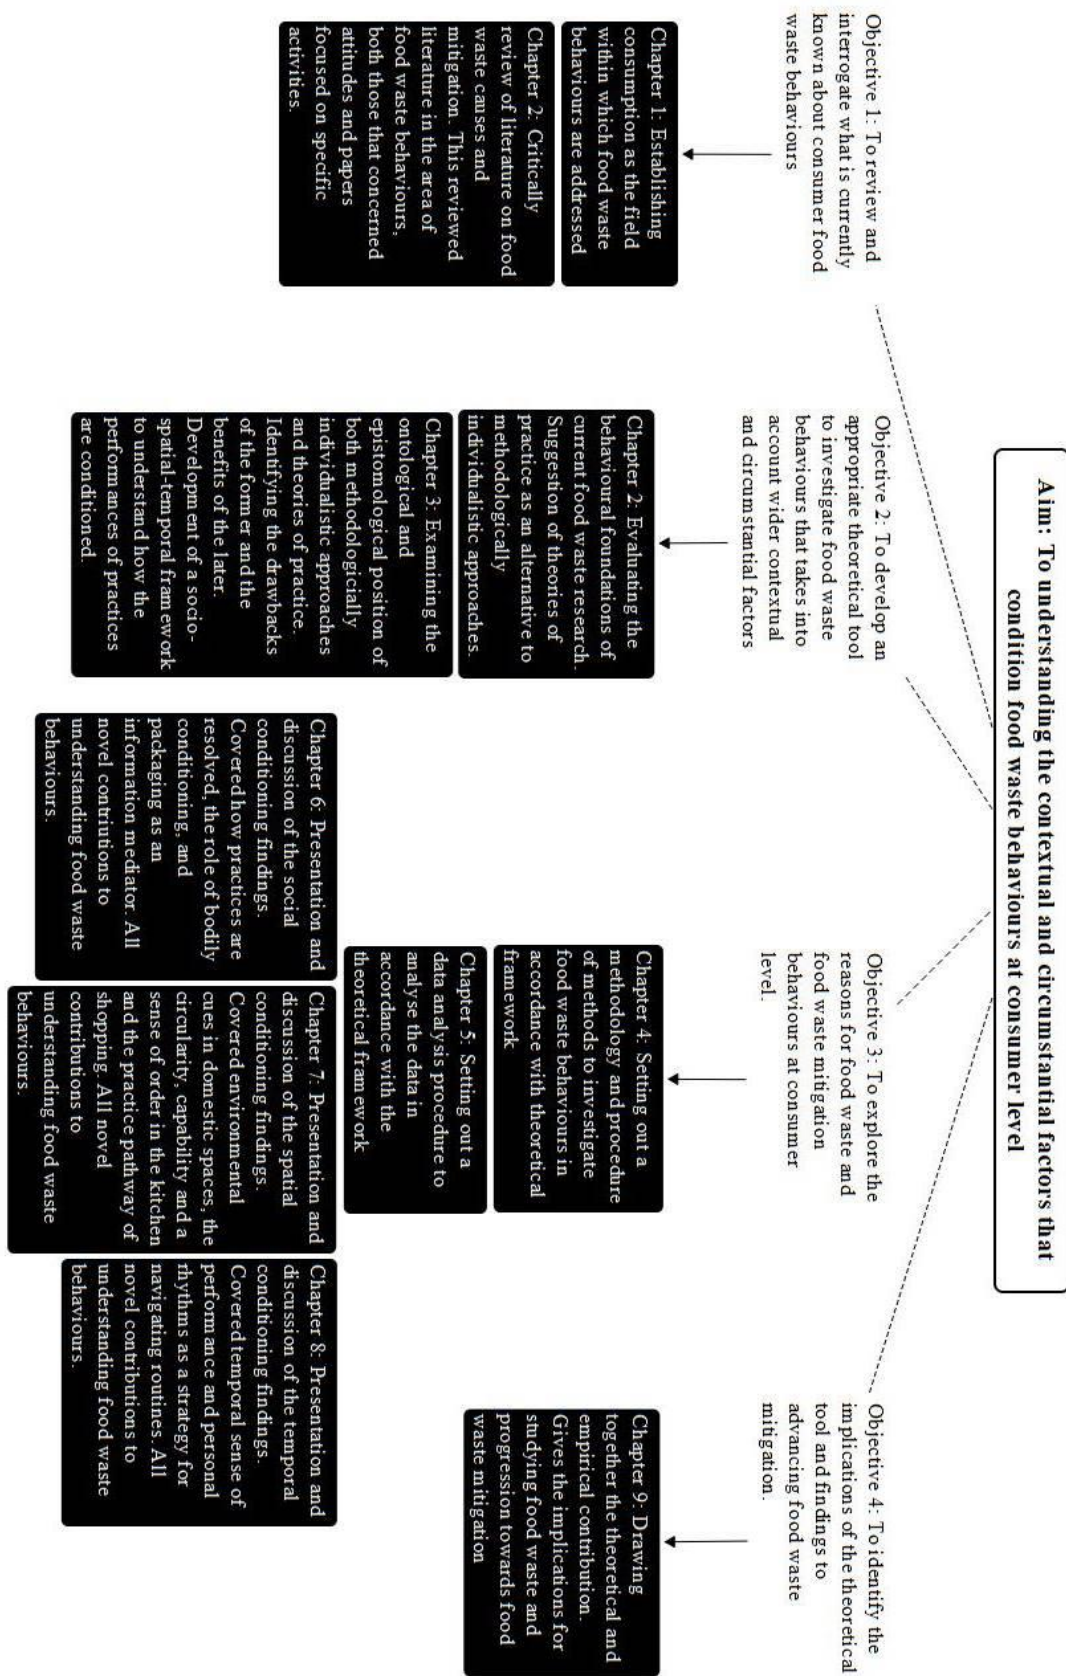 Aim: To understanding the contextual and circumstantial factors that
condition food waste behaviours at consumer level
Objective 1: To review and
interrogate what is currently
known about consumer food
waste behaviours
Chapter 1: Establishing
consumption as the field
within which food waste
behaviours are addressed
Chapter 2: Critically
review of literature on food
waste causes and
mitigation. This reviewed
literature in the area of
food waste behaviours,
both those that concerned
attitudes and papers
focused on specific
activities.
Objective 2: To develop an
appropriate theoretical tool
to investigate food waste
behaviours that takes into
account wider contextual
and circumstantial factors
Chapter 2: Evaluating the
behavioural foundations of
current food waste research.
Suggestion of theories of
practice as an alternative to
methodologically
individualistic approaches.
Chapter 3: Examining the
ontological and
epistomological position of
both methodologicially
individualistic approaches
and theories of practice.
Identifying the drawbacks
of the former and the
benefits of the later.
Development of a socio-
spatial-temporal framework
to understand how the
performances of practices
are conditioned.
Objective 3: To explore the
reasons for food waste and
food waste mitigation
behaviours at consumer
level.
Chapter 4: Setting out a
methodology and procedure
of methods to investigate
food waste behaviours in
accordance with theoretical
framework
Chapter 5: Setting out a
data analysis procedure to
analyse the data in
accordance with the
theoretical framework
Chapter 6: Presentation and
discussion of the social
conditioning findings.
Covered how practices are
resolved, the role of bodily
conditioning, and
packaging as an
information mediator. All
novel contriutions to
understanding food waste
behaviours.
Chapter 7: Presentation and
discussion of the spatial
conditioning findings.
Covered environmental
cures in domestic spaces, the
circularity, capability and a
sense of order in the kitchen
and the practice pathway of
shopping. All novel
contributions to
understanding food waste
behaviours.
Chapter 8: Presentation and
discussion of the temporal
conditioning findings.
Covered temporal sense of
performance and personal
rhythms as a strategy for
navigating routines. All
novel contributions to
understanding food waste
behaviours.
Objective 4: To identify the
implications of the theoretical
tool and findings to
advancing food waste
mitigation.
Chapter 9: Drawing
together the theoretical and
empirical contribution.
Gives the implications for
studying food waste and
progression towards food
waste mitigation